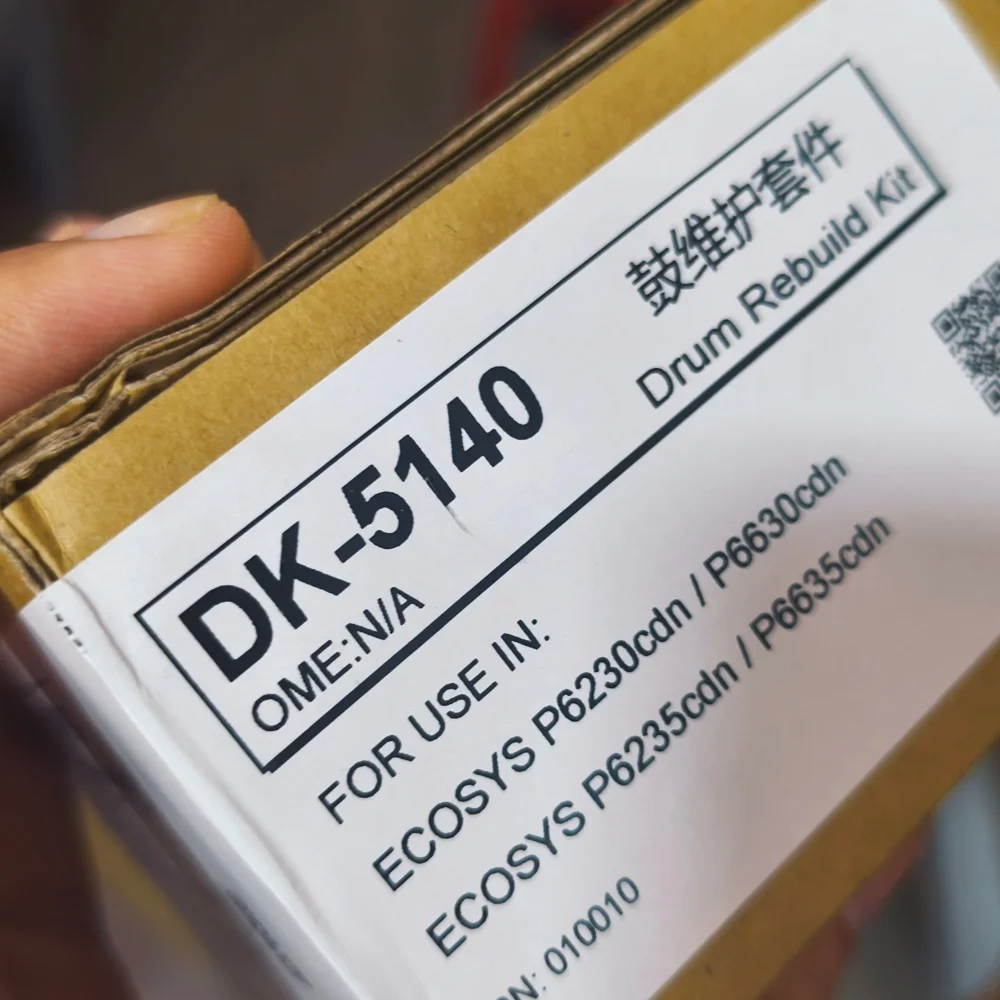 鼓维护套件
DK-5140
Drum Rebuild Kit
OME:N/A
FOR USE IN:
ECOSYS P6230cdn / P6630cdn
ECOSYS P6235cdn / P6635cdn
010010